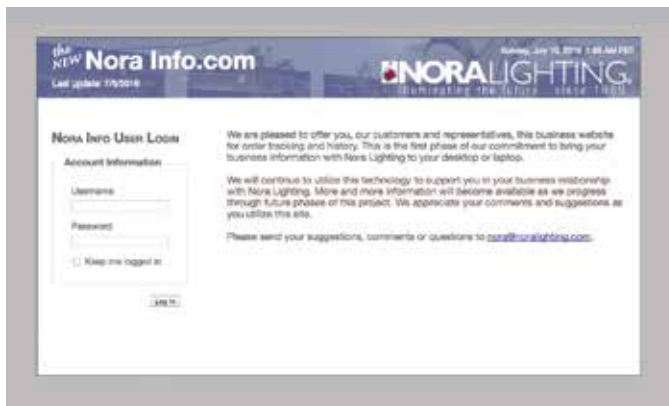 the NEW Nora Info.com
Last update: 7/5/2016
Sunday, July 10, 2016
NORA LIGHTING.
Illuminating the future since 1989
NORA INFO USER LOGIN
Account Information
Username
Password
Keep me logged in
Log In
We are pleased to offer you, our customers and representatives, this business website
for order tracking and history. This is the first phase of our commitment to bring your
business information with Nora Lighting to your desktop or laptop.
We will continue to utilize this technology to support you in your business relationship
with Nora Lighting. More and more information will become available as we progress
through future phases of this project. We appreciate your comments and suggestions as
you utilize this site.
Please send your suggestions, comments or questions to nora@noralighting.com.